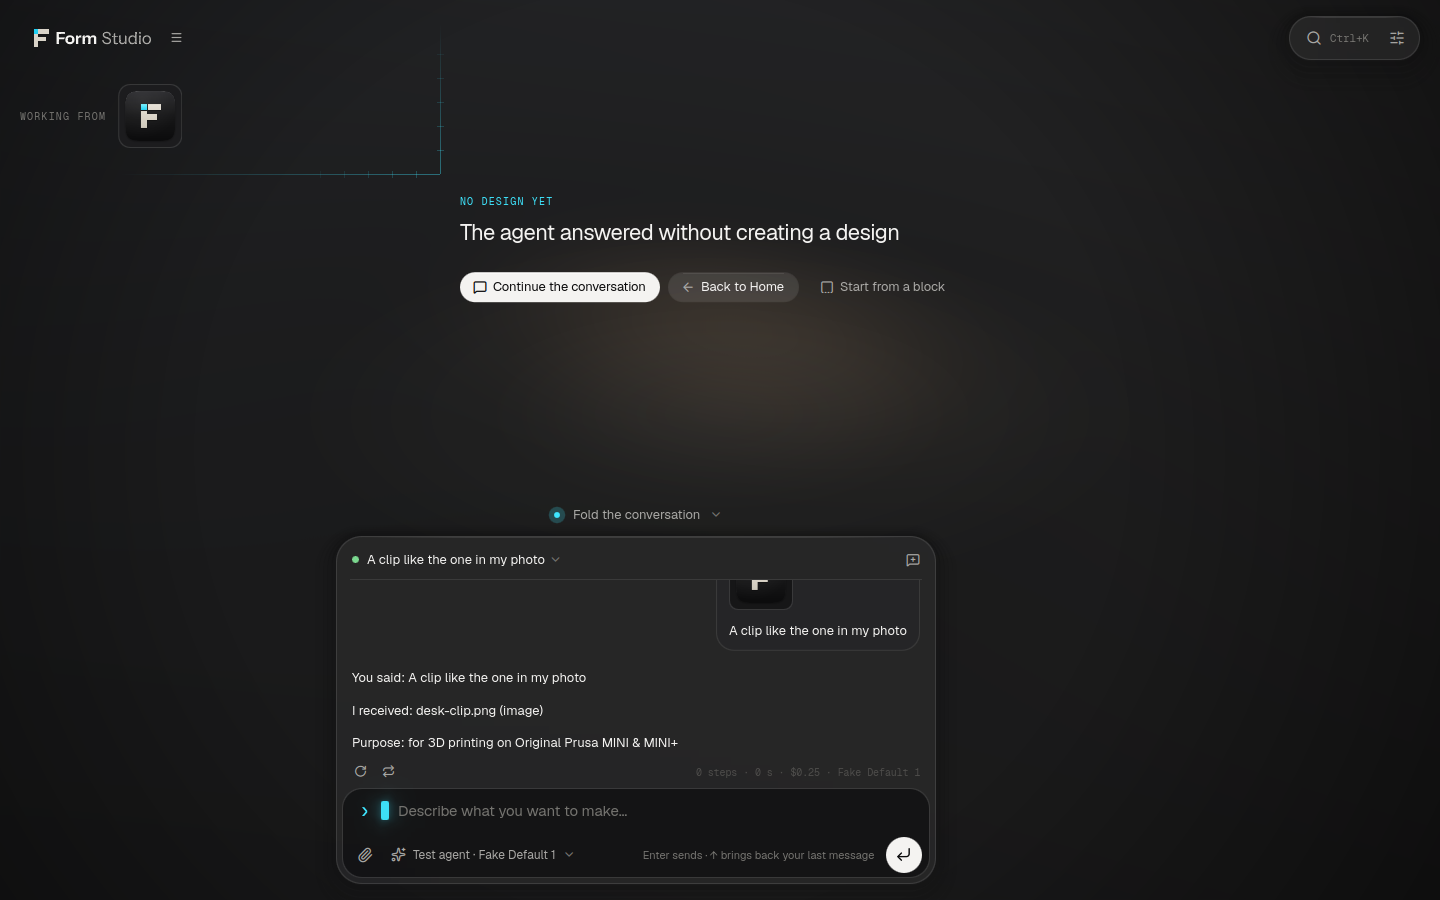 Form Studio
Ctrl+K
WORKING FROM
NO DESIGN YET
The agent answered without creating a design
Continue the conversation
Back to Home
Start from a block
Fold the conversation
A clip like the one in my photo
A clip like the one in my photo
You said: A clip like the one in my photo
I received: desk-clip.png (image)
Purpose: for 3D printing on Original Prusa MINI & MINI+
0 steps · 0 s · $0.25 · Fake Default 1
Describe what you want to make...
Test agent · Fake Default 1
Enter sends · ↑ brings back your last message